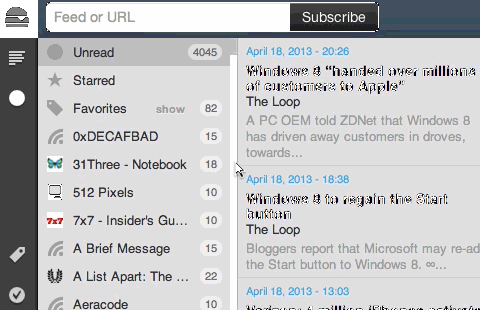 Feed or URL
Subscribe
Unread 4045
Starred
Favorites show 82
0xDECAFBAD 15
31Three - Notebook 18
512 Pixels 10
7x7 - Insider's Gu... 10
A Brief Message 15
A List Apart: The ... 22
Aeracode 10
April 18, 2013 - 20:26
Windows 8 "handed over millions
of customers to Apple"
The Loop
A PC OEM told ZDNet that Windows 8
has driven away customers in droves,
towards...
April 18, 2013 - 18:38
Windows 8 to regain the Start
button
The Loop
Bloggers report that Microsoft may re-ad
the Start button to Windows 8. ∞...
April 18, 2013 - 13:03